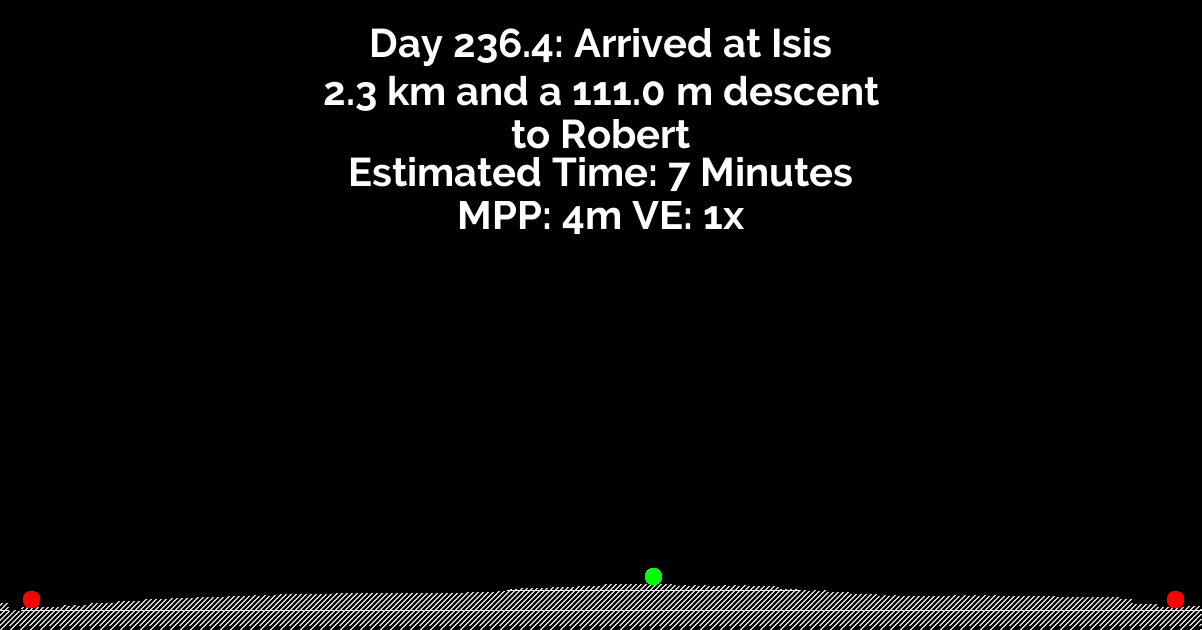 Day 236.4: Arrived at Isis
2.3 km and a 111.0 m descent
to Robert
Estimated Time: 7 Minutes
MPP: 4m VE: 1x